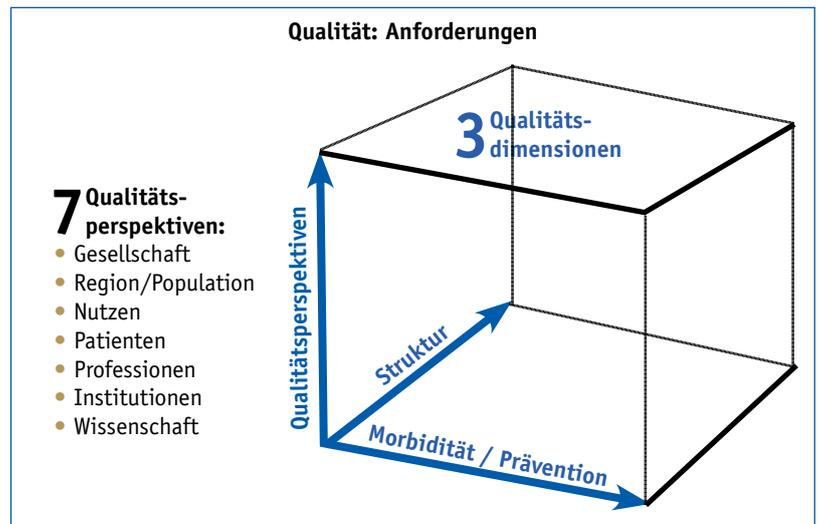 Qualität: Anforderungen
3 Qualitäts-
dimensionen
7 Qualitäts-
perspektiven:
Gesellschaft
Region/Population
Nutzen
Patienten
Professionen
Institutionen
Wissenschaft
Qualitätsperspektiven
Struktur
Morbidität / Prävention